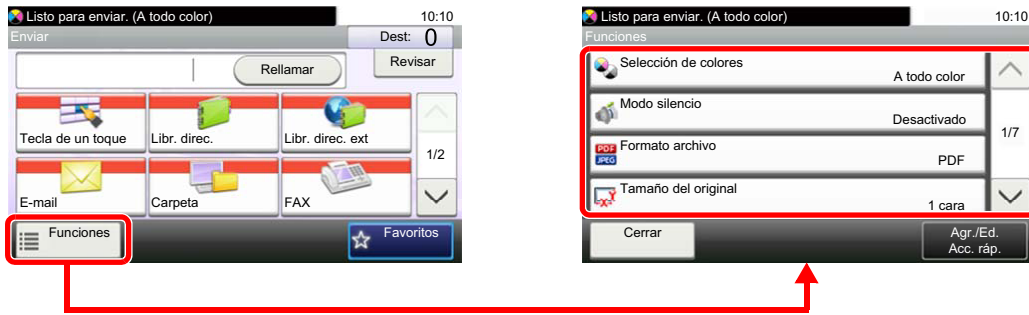 Listo para enviar. (A todo color)
10:10
Enviar
Dest: 0
Rellamar
Revisar
Tecla de un toque
Libr. direc.
Libr. direc. ext
1/2
E-mail
Carpeta
FAX
Funciones
Favoritos
Listo para enviar. (A todo color)
10:10
Funciones
Selección de colores
A todo color
Modo silencio
Desactivado
1/7
PDF
JPEG
Formato archivo
PDF
Tamaño del original
1 cara
Cerrar
Agr./Ed.
Acc. ráp.